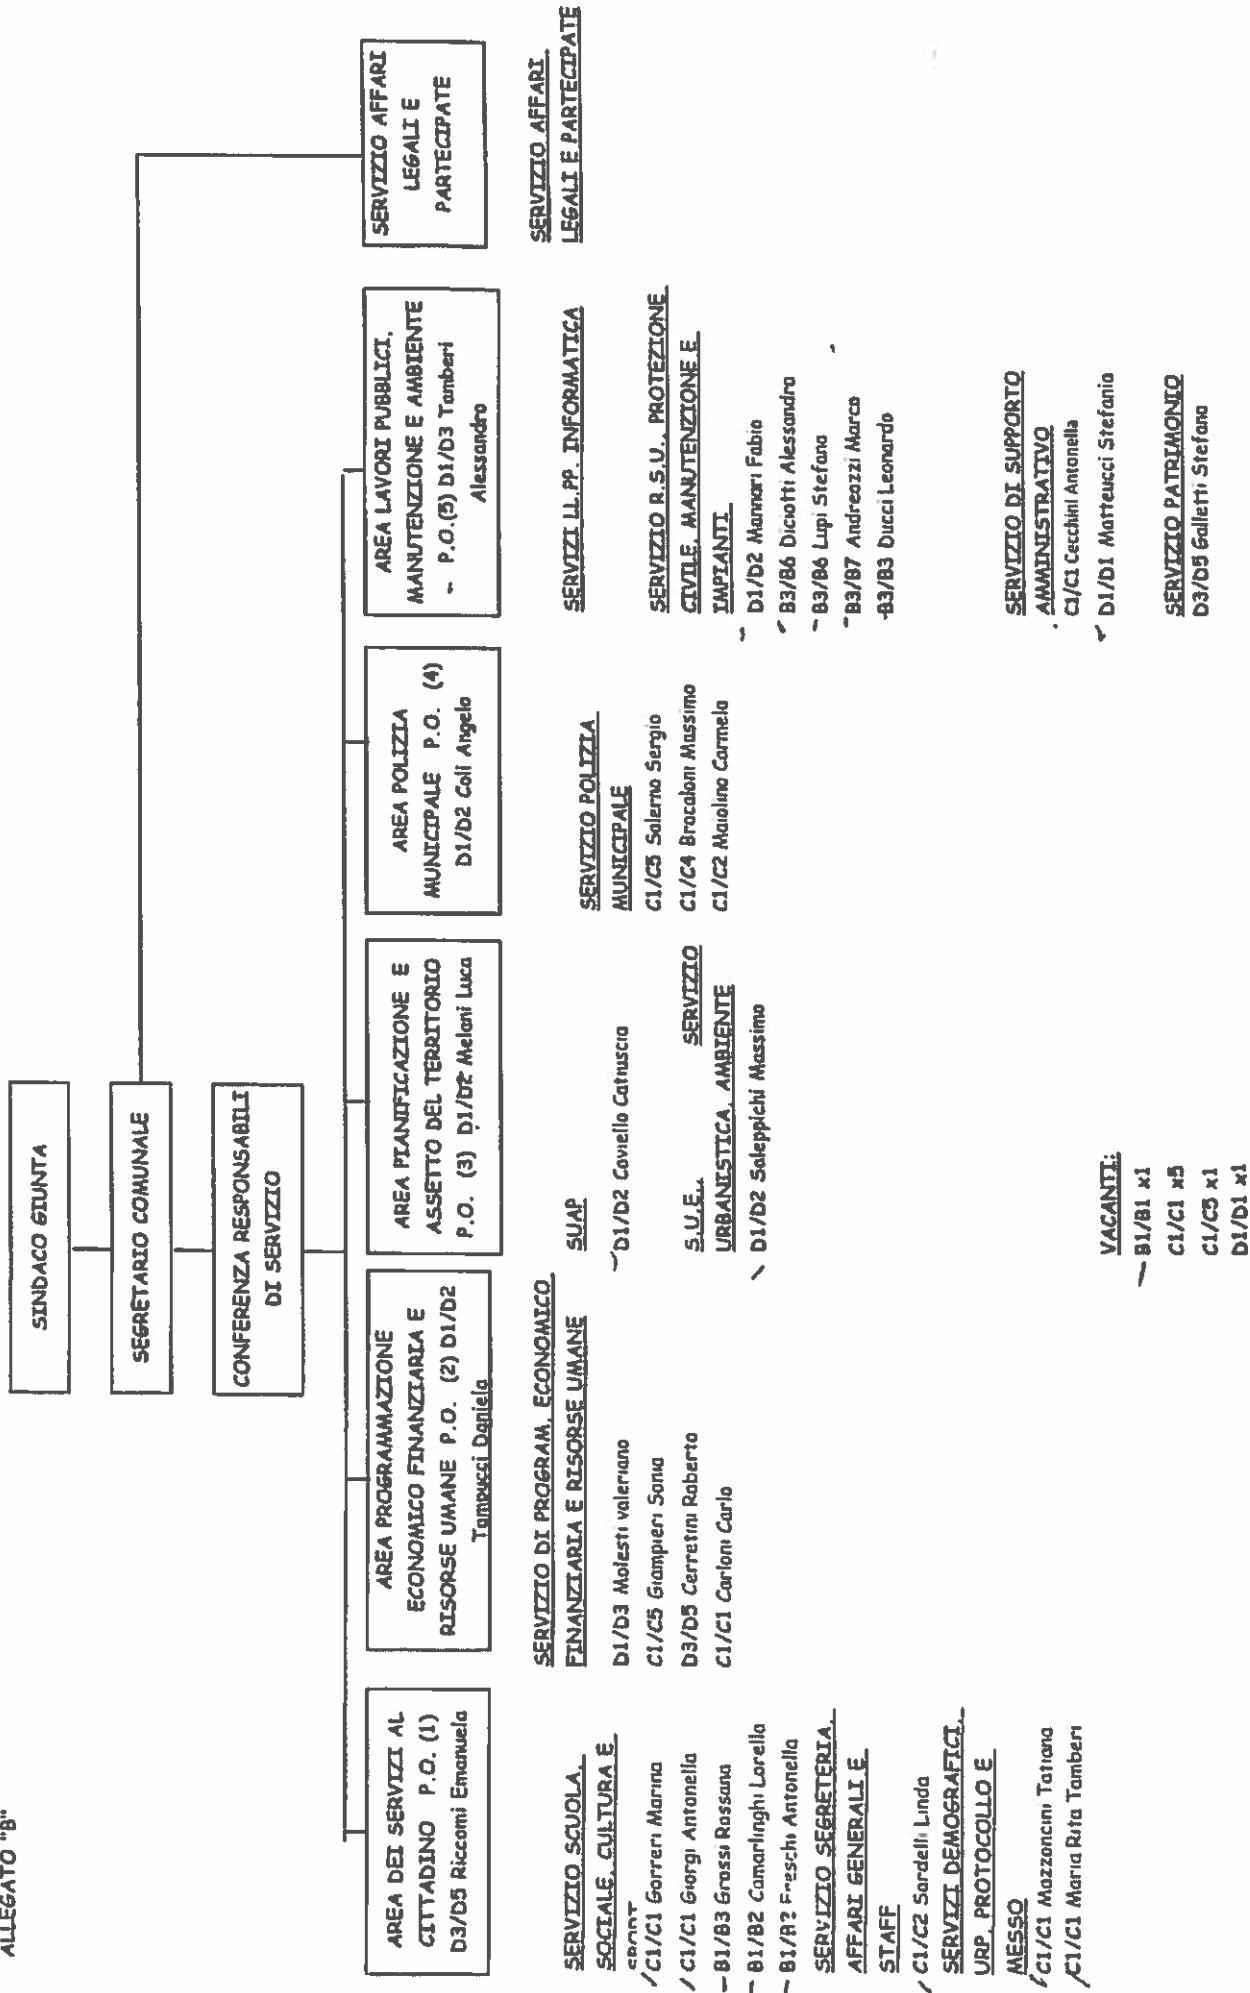 ALLEGATO "B"
SINDACO GIUNTA
SEGRETARIO COMUNALE
CONFERENZA RESPONSABILI
DI SERVIZIO
AREA DEI SERVIZI AL
CITTADINO P.O. (1)
D3/D5 Riccomi Emanuela
AREA PROGRAMMAZIONE
ECONOMICO FINANZIARIA E
RISORSE UMANE P.O. (2) D1/D2
Tampucci Daniela
AREA PIANIFICAZIONE E
ASSETTO DEL TERRITORIO
P.O. (3) D1/D2 Melani Luca
AREA POLIZIA
MUNICIPALE P.O. (4)
D1/D2 Coli Angelo
AREA LAVORI PUBBLICI,
MANUTENZIONE E AMBIENTE
- P.O.(5) D1/D3 Tamberi
Alessandro
SERVIZIO AFFARI
LEGALI E
PARTECIPATE
SERVIZIO SCUOLA,
SOCIALE, CULTURA E
SPORT
C1/C1 Gorreri Marina
C1/C1 Giorgi Antonella
B1/B3 Grassi Rossana
B1/B2 Camarlinghi Lorella
B1/B2 Freschi Antonella
SERVIZIO SEGRETERIA,
AFFARI GENERALI E
STAFF
C1/C2 Sardelli Linda
SERVIZI DEMOGRAFICI,
URP, PROTOCOLLO E
MESSO
C1/C1 Mazzoncini Tatiana
C1/C1 Maria Rita Tamberi
SERVIZIO DI PROGRAM. ECONOMICO
FINANZIARIA E RISORSE UMANE
D1/D3 Molesti valeriano
C1/C5 Giampieri Sonia
D3/D5 Cerretini Roberto
C1/C1 Carloni Carlo
SUAP
D1/D2 Caviello Catiuscia
S.U.E., SERVIZIO
URBANISTICA, AMBIENTE
D1/D2 Saleppichi Massimo
VACANTI:
B1/B1 x1
C1/C1 x5
C1/C5 x1
D1/D1 x1
SERVIZIO POLIZIA
MUNICIPALE
C1/C5 Salerno Sergio
C1/C4 Bracaloni Massimo
C1/C2 Maiolino Carmela
SERVIZI LL.PP. INFORMATICA
SERVIZIO R.S.U., PROTEZIONE
CIVILE, MANUTENZIONE E
IMPIANTI
D1/D2 Mannari Fabio
B3/B6 Diciotti Alessandro
B3/B6 Lupi Stefano
B3/B7 Andreazzi Marco
B3/B3 Ducci Leonardo
SERVIZIO DI SUPPORTO
AMMINISTRATIVO
C1/C1 Cecchini Antonella
D1/D1 Matteucci Stefania
SERVIZIO PATRIMONIO
D3/D5 Galletti Stefano
SERVIZIO AFFARI
LEGALI E PARTECIPATE